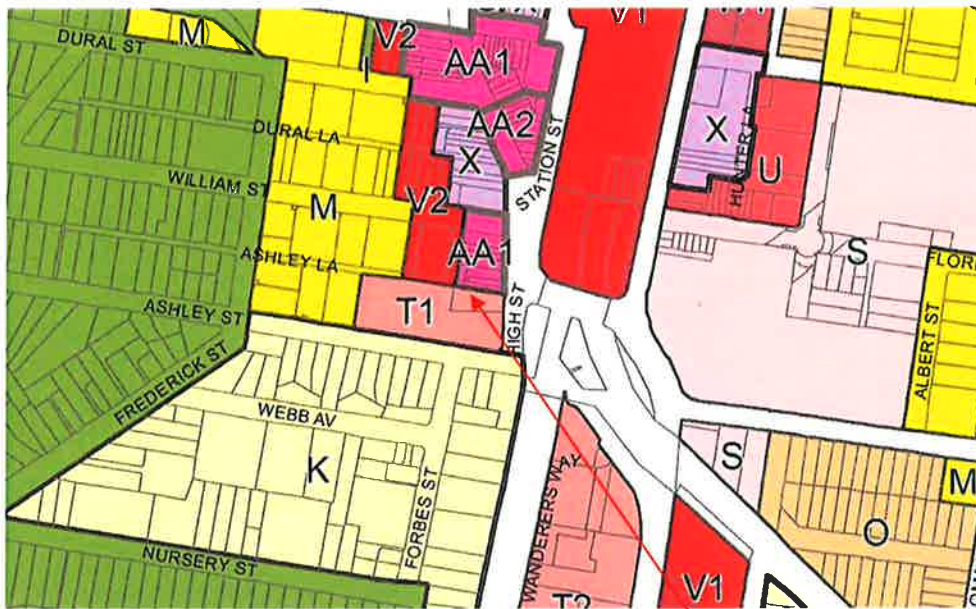 DURAL ST
M
V2
I
AA1
V1
DURAL LA
AA2
X
X
STATION ST
HUNTER LA
U
WILLIAM ST
M
V2
ASHLEY LA
AA1
S
FLOR
ASHLEY ST
T1
HIGH ST
ALBERT ST
FREDERICK ST
WEBB AV
K
FORBES ST
WANDERERS WAY
S
M
O
NURSERY ST
V1
T2